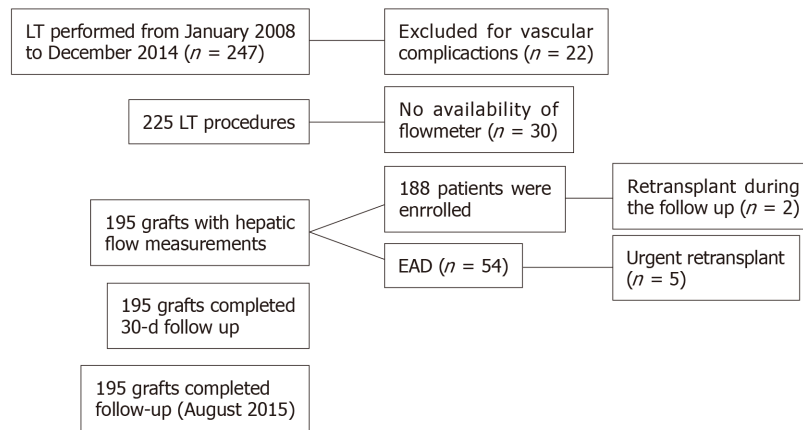 LT performed from January 2008
to December 2014 (n = 247)
Excluded for vascular
complicactions (n = 22)
225 LT procedures
No availability of
flowmeter (n = 30)
195 grafts with hepatic
flow measurements
188 patients were
enrrolled
Retransplant during
the follow up (n = 2)
EAD (n = 54)
Urgent retransplant
(n = 5)
195 grafts completed
30-d follow up
195 grafts completed
follow-up (August 2015)